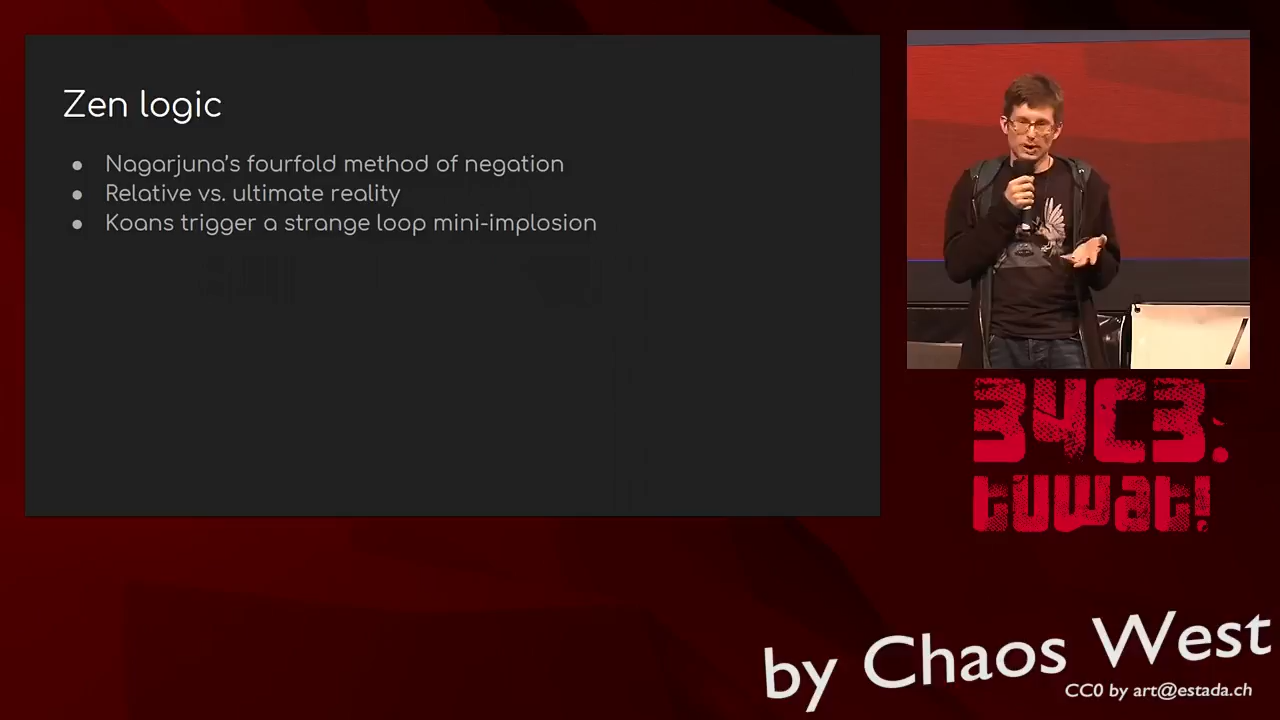 Zen logic
● Nagarjuna's fourfold method of negation
● Relative vs. ultimate reality
● Koans trigger a strange loop mini-implosion
34C3.
tuwat!
by Chaos West
CC0 by art@estada.ch